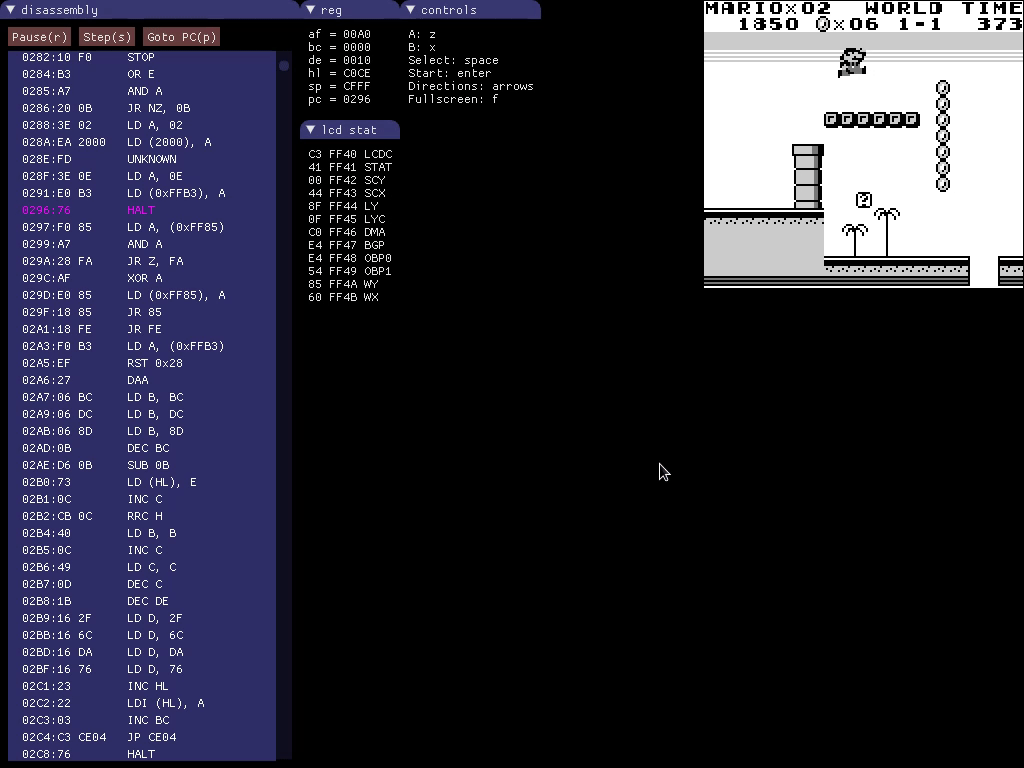 ▼ disassembly
Pause(r) Step(s) Goto PC(p)
0282:10 F0 STOP
0284:B3 OR E
0285:A7 AND A
0286:20 0B JR NZ, 0B
0288:3E 02 LD A, 02
028A:EA 2000 LD (2000), A
028E:FD UNKNOWN
028F:3E 0E LD A, 0E
0291:E0 B3 LD (0xFFB3), A
0296:76 HALT
0297:F0 85 LD A, (0xFF85)
0299:A7 AND A
029A:28 FA JR Z, FA
029C:AF XOR A
029D:E0 85 LD (0xFF85), A
029F:18 85 JR 85
02A1:18 FE JR FE
02A3:F0 B3 LD A, (0xFFB3)
02A5:EF RST 0x28
02A6:27 DAA
02A7:06 BC LD B, BC
02A9:06 DC LD B, DC
02AB:06 8D LD B, 8D
02AD:0B DEC BC
02AE:D6 0B SUB 0B
02B0:73 LD (HL), E
02B1:0C INC C
02B2:CB 0C RRC H
02B4:40 LD B, B
02B5:0C INC C
02B6:49 LD C, C
02B7:0D DEC C
02B8:1B DEC DE
02B9:16 2F LD D, 2F
02BB:16 6C LD D, 6C
02BD:16 DA LD D, DA
02BF:16 76 LD D, 76
02C1:23 INC HL
02C2:22 LDI (HL), A
02C3:03 INC BC
02C4:C3 CE04 JP CE04
02C8:76 HALT
▼ reg
af = 00A0
bc = 0000
de = 0010
hl = C0CE
sp = CFFF
pc = 0296
▼ controls
A: z
B: x
Select: space
Start: enter
Directions: arrows
Fullscreen: f
▼ lcd stat
C3 FF40 LCDC
41 FF41 STAT
00 FF42 SCY
44 FF43 SCX
8F FF44 LY
0F FF45 LYC
C0 FF46 DMA
E4 FF47 BGP
E4 FF48 OBP0
54 FF49 OBP1
85 FF4A WY
60 FF4B WX
MARIO×02 WORLD TIME
1350 ×06 1-1 373
?